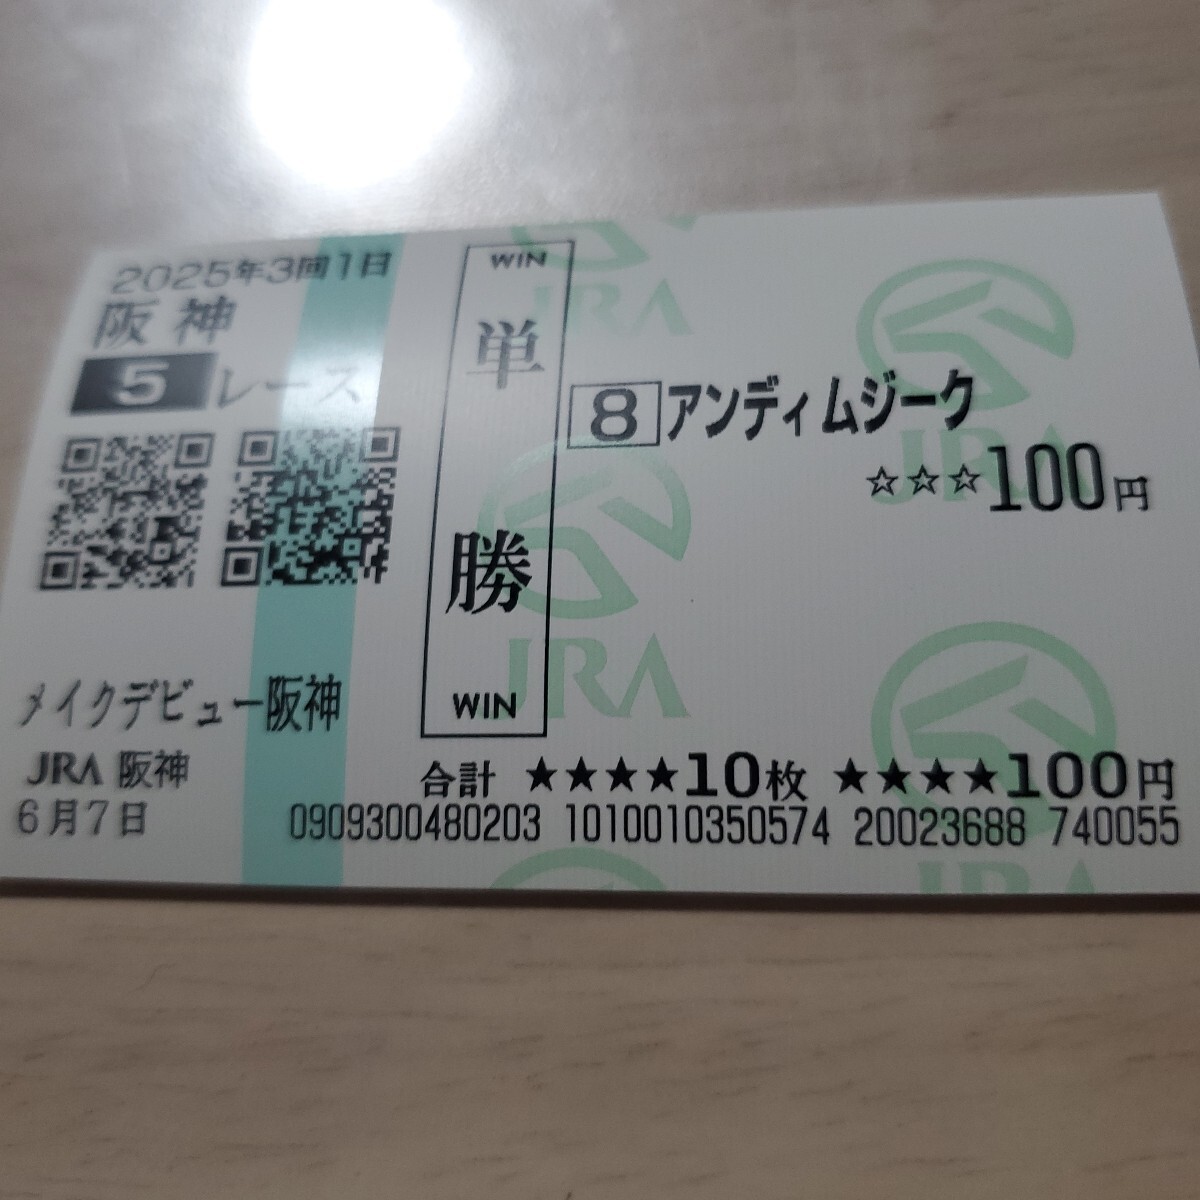 2025年3回1日
阪神
5レース
WIN
単勝
WIN
8アンディムジーク
☆☆☆100円
メイクデビュー阪神
JRA 阪神
6月7日
合計 ★★★★10枚 ★★★★100円
0909300480203 1010010350574 20023688 740055
JRA
JRA
JRA
JRA